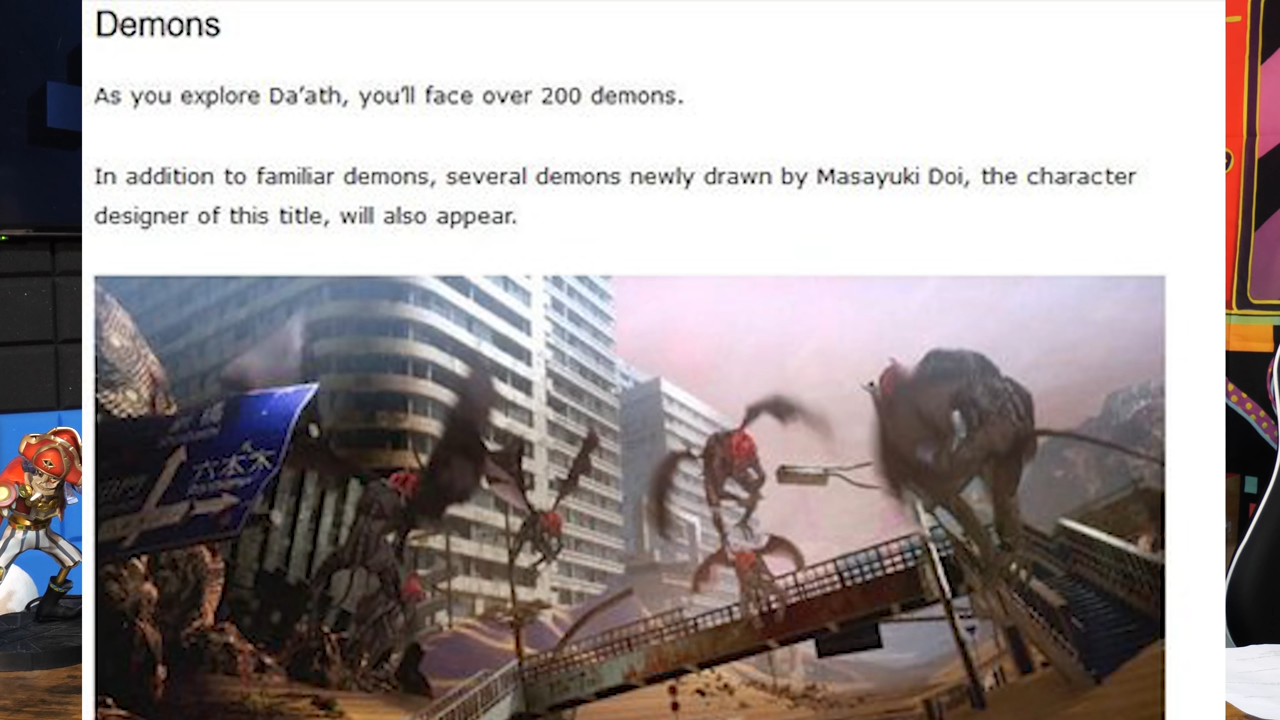 Demons
As you explore Da’ath, you’ll face over 200 demons.
In addition to familiar demons, several demons newly drawn by Masayuki Doi, the character
designer of this title, will also appear.
六本木